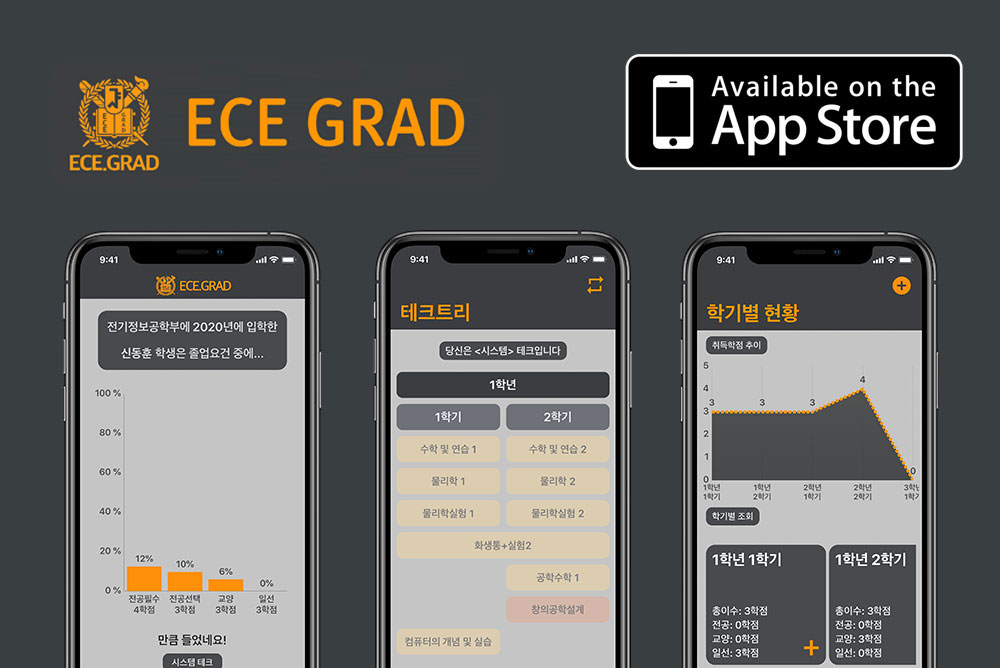 ECE GRAD
ECE.GRAD
Available on the
App Store
9:41
ECE.GRAD
전기정보공학부에 2020년에 입학한
신동훈 학생은 졸업요건 중에...
100 %
80 %
60 %
40 %
20 %
0 %
12%
10%
6%
0%
전공필수 전공선택 교양 일선
4학점 3학점 3학점 3학점
만큼 들었네요!
시스템 테크
9:41
테크트리
당신은 <시스템> 테크입니다
1학년
1학기 2학기
수학 및 연습 1 수학 및 연습 2
물리학 1 물리학 2
물리학실험 1 물리학실험 2
화생통+실험2
공학수학 1
창의공학설계
컴퓨터의 개념 및 실습
9:41
학기별 현황
취득학점 추이
5
4
3
2
1
0
3 3 3 4 0
1학년 1학년 2학년 2학년 3학년
1학기 2학기 1학기 2학기 1학기
학기별 조회
1학년 1학기
총이수: 3학점
전공: 0학점
교양: 0학점
일선: 3학점
1학년 2학기
총이수: 3학점
전공: 0학점
교양: 3학점
일선: 0학점